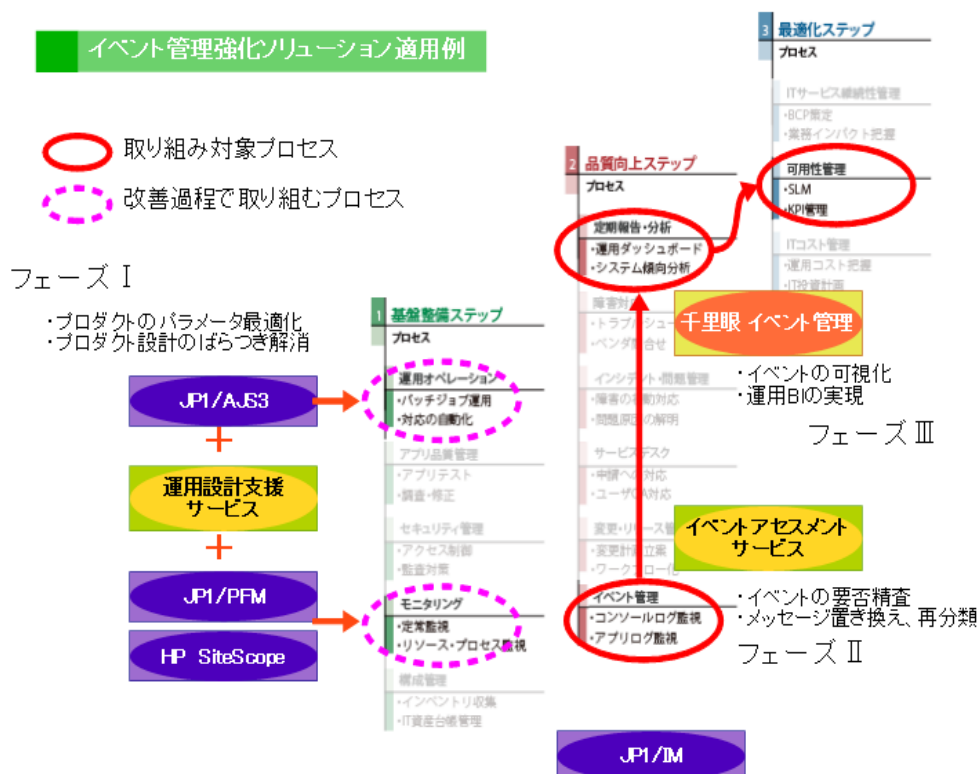 イベント管理強化ソリューション適用例
取り組み対象プロセス
改善過程で取り組むプロセス
フェーズⅠ
・プロダクトのパラメータ最適化
・プロダクト設計のばらつき解消
JP1/AJS3
+
運用設計支援
サービス
+
JP1/PFM
HP SiteScope
1 基盤整備ステップ
プロセス
運用オペレーション
・バッチジョブ運用
・対応の自動化
アプリ品質管理
・アプリテスト
・調査・修正
セキュリティ管理
・アクセス制御
・監査対策
モニタリング
・定常監視
・リソース・プロセス監視
構成管理
・インベントリ収集
・IT資産台帳管理
2 品質向上ステップ
プロセス
定期報告・分析
・運用ダッシュボード
・システム傾向分析
障害対
・トラブルシュー
・ベンダ問合せ
インシデント・問題管理
・障害の初動対応
・問題原因の解明
サービスデスク
・申請への対応
・ユーザQA対応
変更・リリース管
・変更計画立案
・ワークフロー化
イベント管理
・コンソールログ監視
・アプリログ監視
3 最適化ステップ
プロセス
ITサービス継続性管理
・BCP策定
・業務インパクト把握
可用性管理
・SLM
・KPI管理
ITコスト管理
・運用コスト把握
・IT投資計画
千里眼 イベント管理
・イベントの可視化
・運用BIの実現
フェーズⅢ
イベントアセスメント
サービス
・イベントの要否精査
・メッセージ置き換え、再分類
フェーズⅡ
JP1/IM